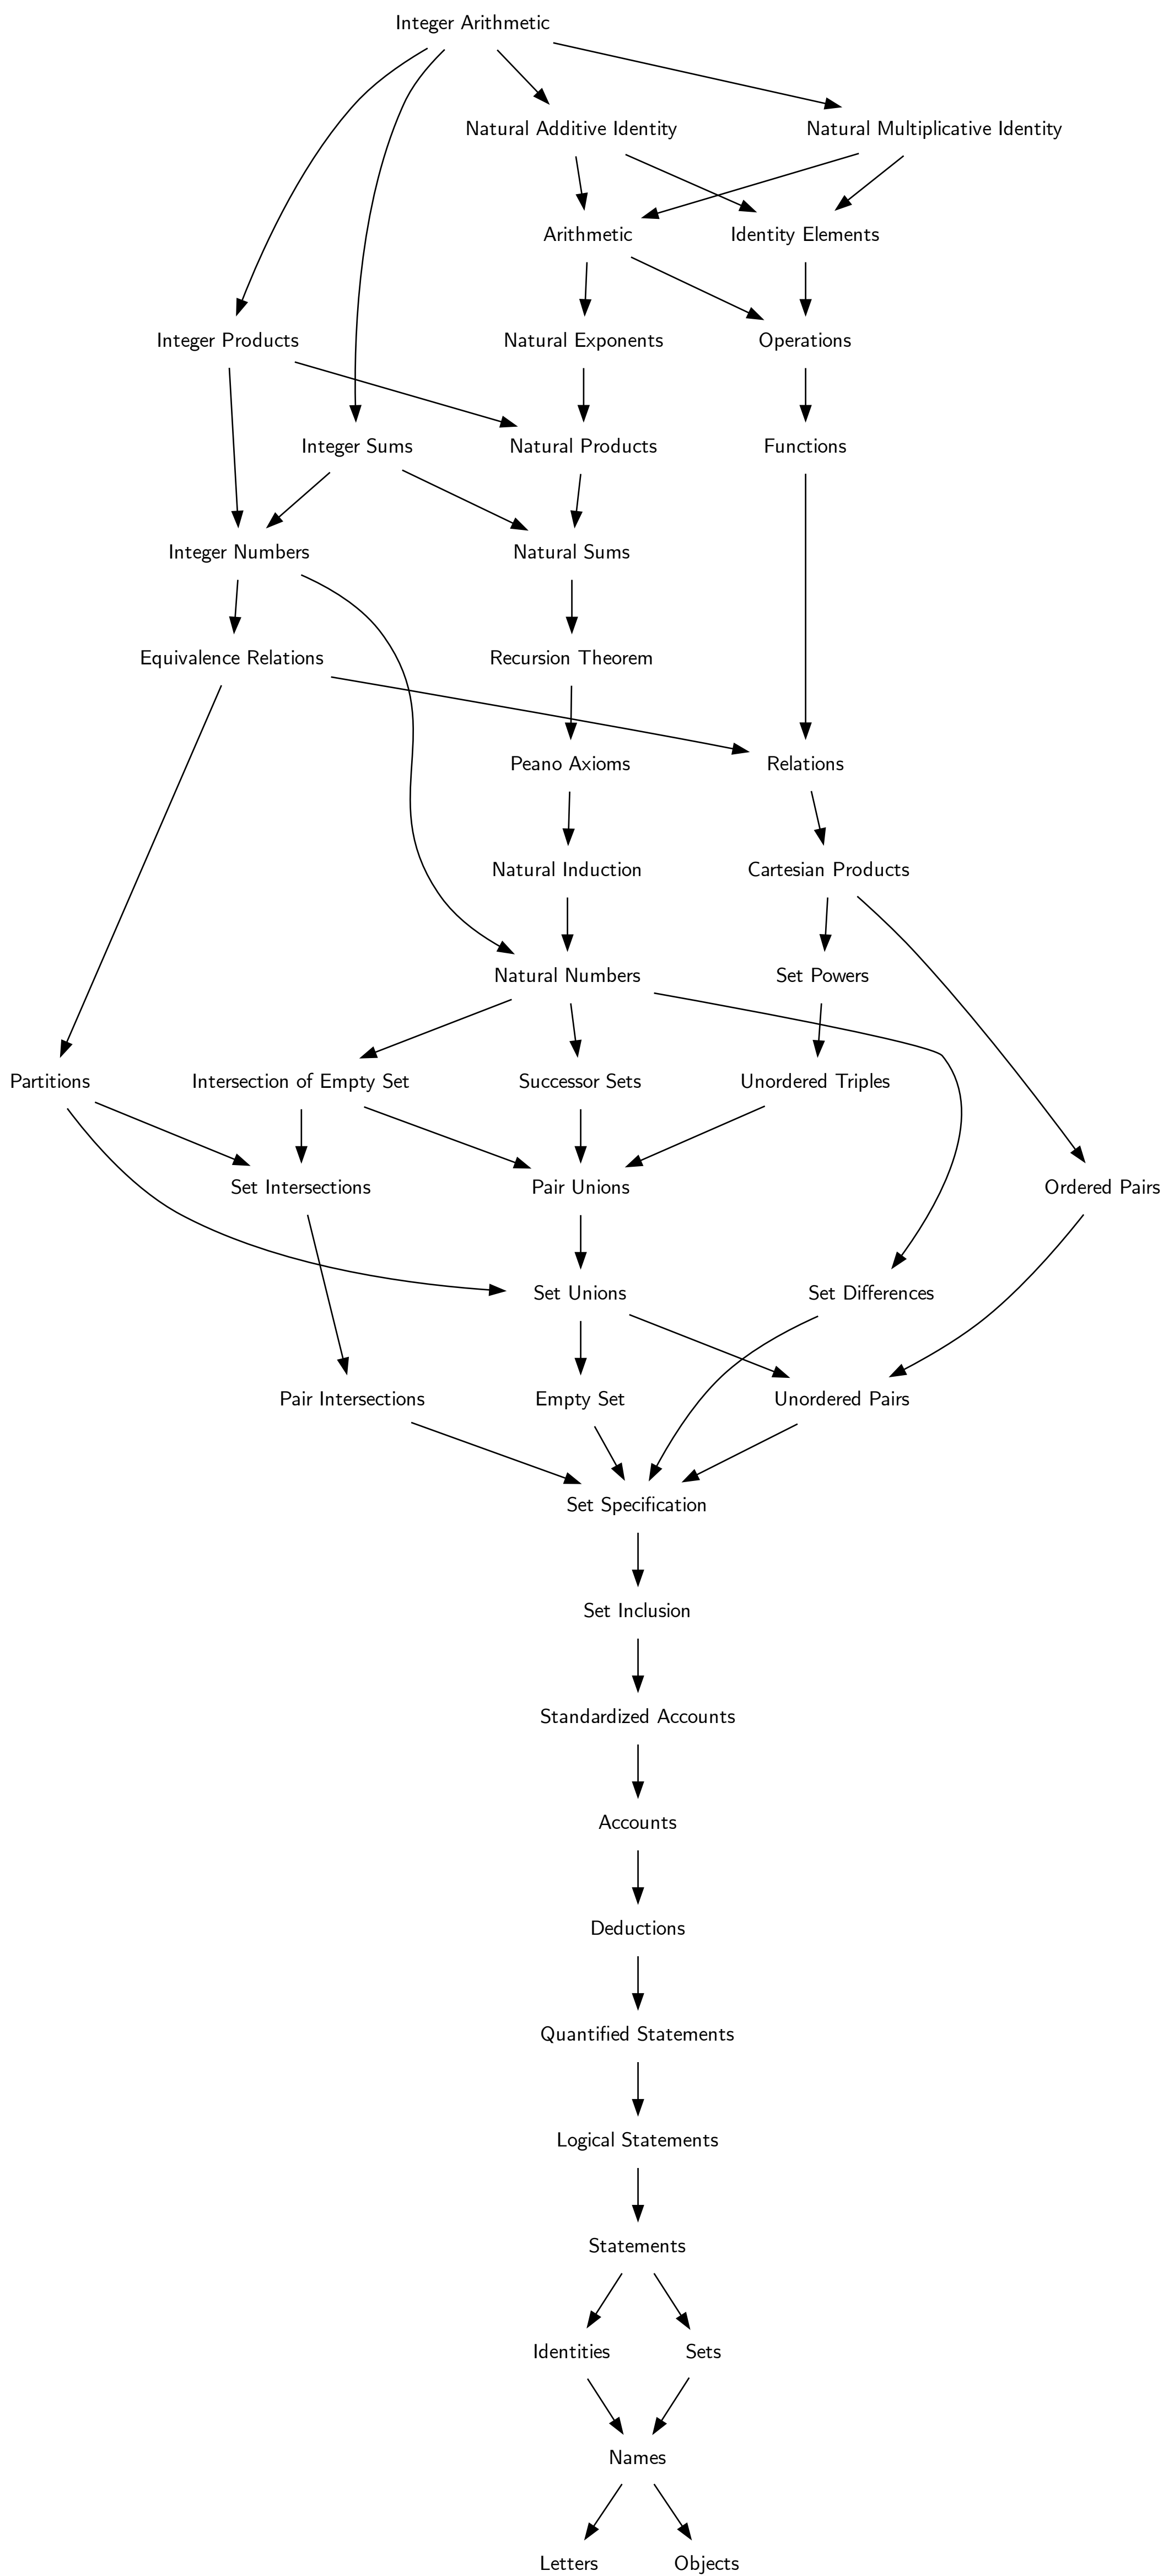 Integer Arithmetic
Natural Additive Identity
Natural Multiplicative Identity
Arithmetic
Identity Elements
Integer Products
Natural Exponents
Operations
Integer Sums
Natural Products
Functions
Integer Numbers
Natural Sums
Equivalence Relations
Recursion Theorem
Peano Axioms
Relations
Natural Induction
Cartesian Products
Natural Numbers
Set Powers
Partitions
Intersection of Empty Set
Successor Sets
Unordered Triples
Set Intersections
Pair Unions
Ordered Pairs
Set Unions
Set Differences
Pair Intersections
Empty Set
Unordered Pairs
Set Specification
Set Inclusion
Standardized Accounts
Accounts
Deductions
Quantified Statements
Logical Statements
Statements
Identities
Sets
Names
Letters
Objects